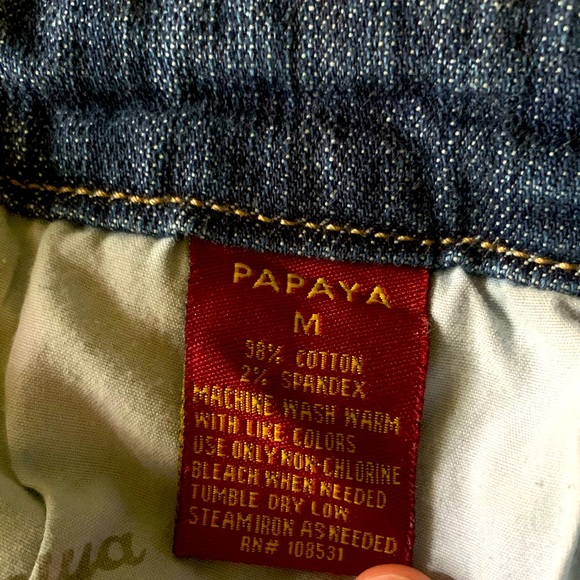 PAPAYA
M
98% COTTON
2% SPANDEX
MACHINE WASH WARM
WITH LIKE COLORS
USE ONLY NON-CHLORINE
BLEACH WHEN NEEDED
TUMBLE DRY LOW
STEAM IRON AS NEEDED
RN# 108531